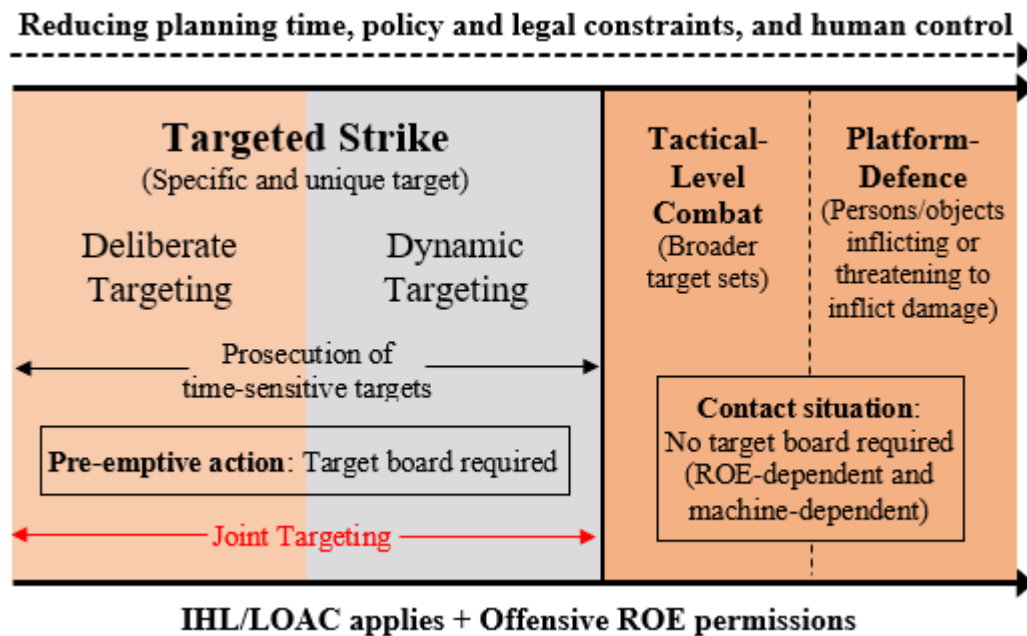 Reducing planning time, policy and legal constraints, and human control
Targeted Strike
(Specific and unique target)
Deliberate
Targeting
Dynamic
Targeting
Prosecution of
time-sensitive targets
Pre-emptive action: Target board required
Joint Targeting
Tactical-
Level
Combat
(Broader
target sets)
Platform-
Defence
(Persons/objects
inflicting or
threatening to
inflict damage)
Contact situation:
No target board required
(ROE-dependent and
machine-dependent)
IHL/LOAC applies + Offensive ROE permissions